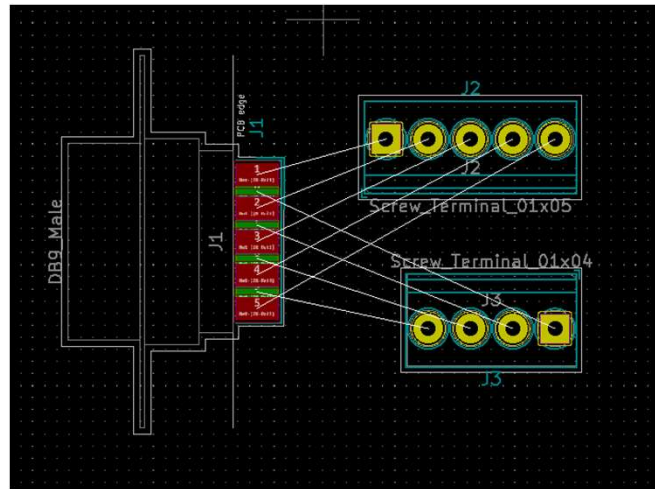 J2
J2
Screw_Terminal_01x05
PCB edge
J1
1
2
3
4
5
J1
DB9_Male
Screw_Terminal_01x04
J3
J3